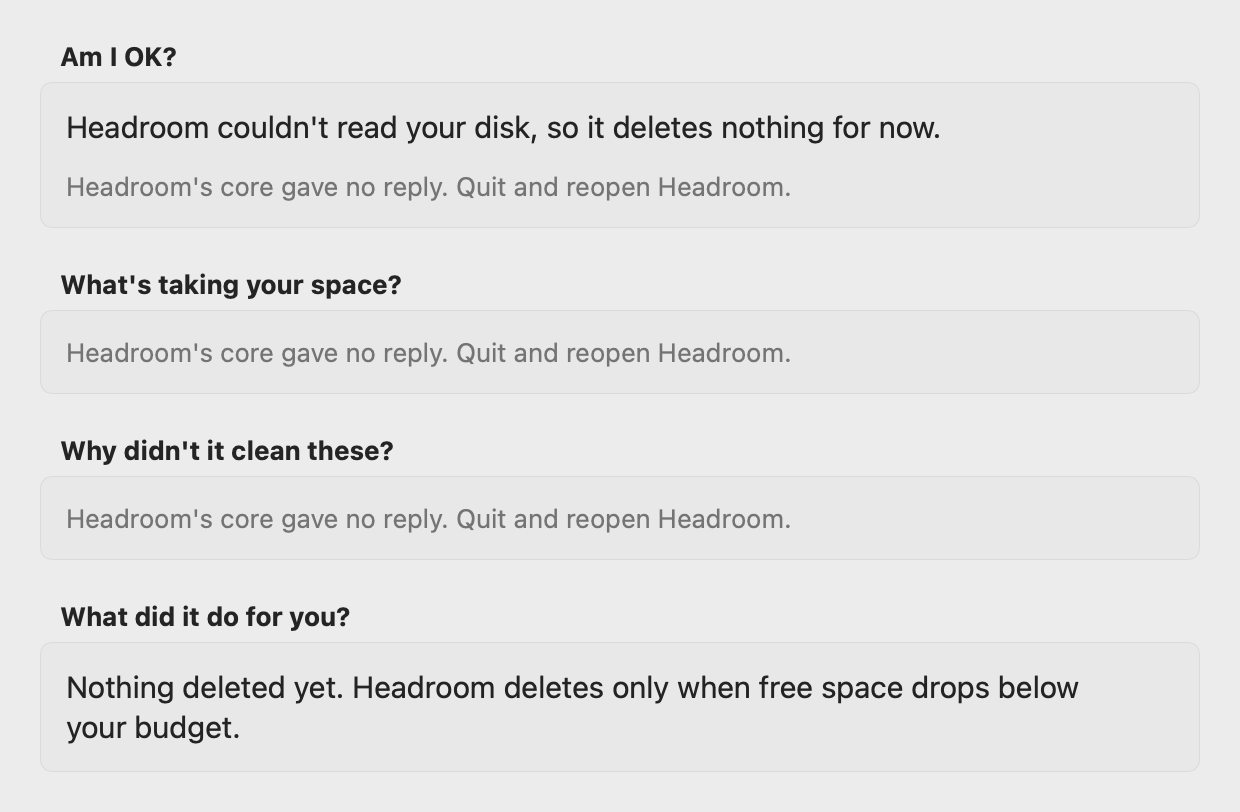 Am I OK?
Headroom couldn't read your disk, so it deletes nothing for now.
Headroom's core gave no reply. Quit and reopen Headroom.
What's taking your space?
Headroom's core gave no reply. Quit and reopen Headroom.
Why didn't it clean these?
Headroom's core gave no reply. Quit and reopen Headroom.
What did it do for you?
Nothing deleted yet. Headroom deletes only when free space drops below
your budget.